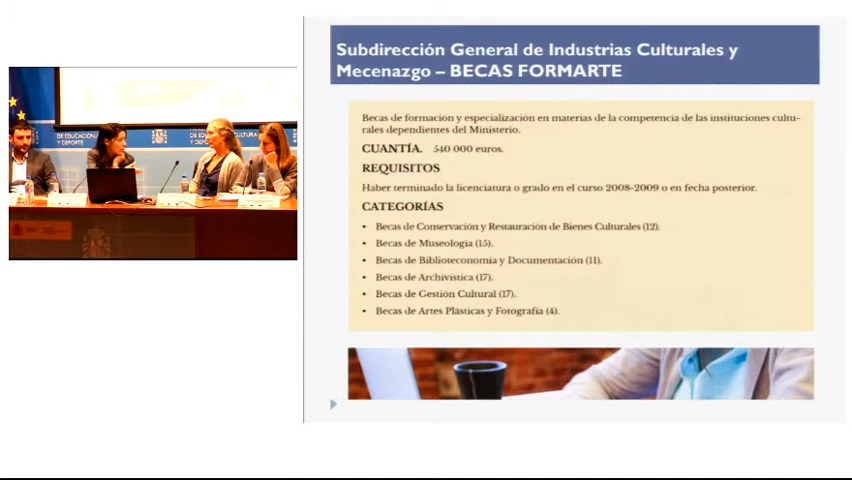 DE EDUCACIÓN, CULTURA
Y DEPORTE
Subdirección General de Industrias Culturales y
Mecenazgo – BECAS FORMARTE
Becas de formación y especialización en materias de la competencia de las instituciones cultu-
rales dependientes del Ministerio.
CUANTÍA. 540 000 euros.
REQUISITOS
Haber terminado la licenciatura o grado en el curso 2008-2009 o en fecha posterior.
CATEGORÍAS
• Becas de Conservación y Restauración de Bienes Culturales (12).
• Becas de Museología (15).
• Becas de Biblioteconomía y Documentación (11).
• Becas de Archivística (17).
• Becas de Gestión Cultural (17).
• Becas de Artes Plásticas y Fotografía (4).